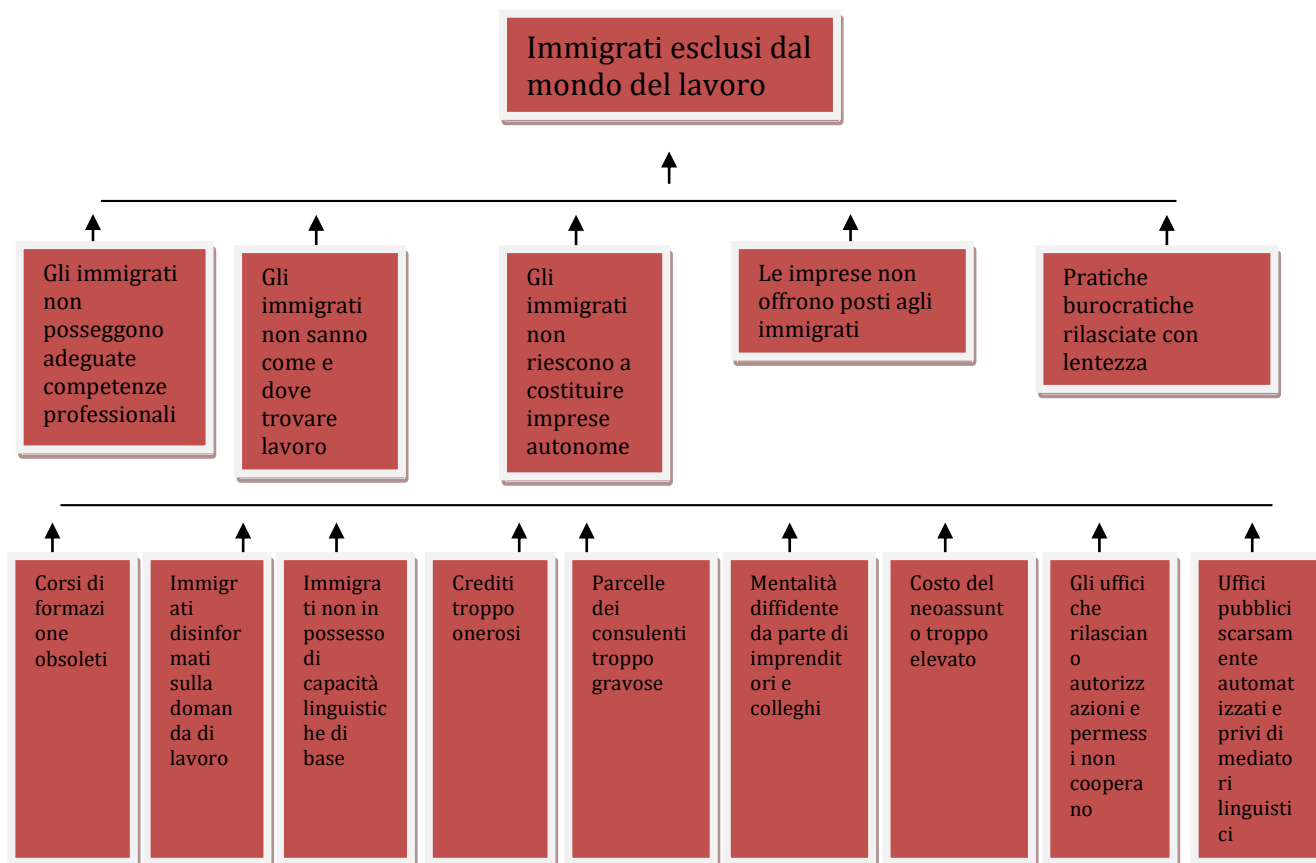 Immigrati esclusi dal
mondo del lavoro
Gli immigrati
non
posseggono
adeguate
competenze
professionali
Gli
immigrati
non sanno
come e
dove
trovare
lavoro
Gli
immigrati
non
riescono a
costituire
imprese
autonome
Le imprese non
offrono posti agli
immigrati
Pratiche
burocratiche
rilasciate con
lentezza
Corsi di
formazi
one
obsoleti
Immigr
ati
disinfor
mati
sulla
doman
da di
lavoro
Immigra
ti non in
possesso
di
capacità
linguistic
he di
base
Crediti
troppo
onerosi
Parcelle
dei
consulenti
troppo
gravose
Mentalità
diffidente
da parte di
imprendit
ori e
colleghi
Costo del
neoassunt
o troppo
elevato
Gli uffici
che
rilascian
o
autorizz
azioni e
permess
i non
coopera
no
Uffici
pubblici
scarsam
ente
automat
izzati e
privi di
mediato
ri
linguisti
ci